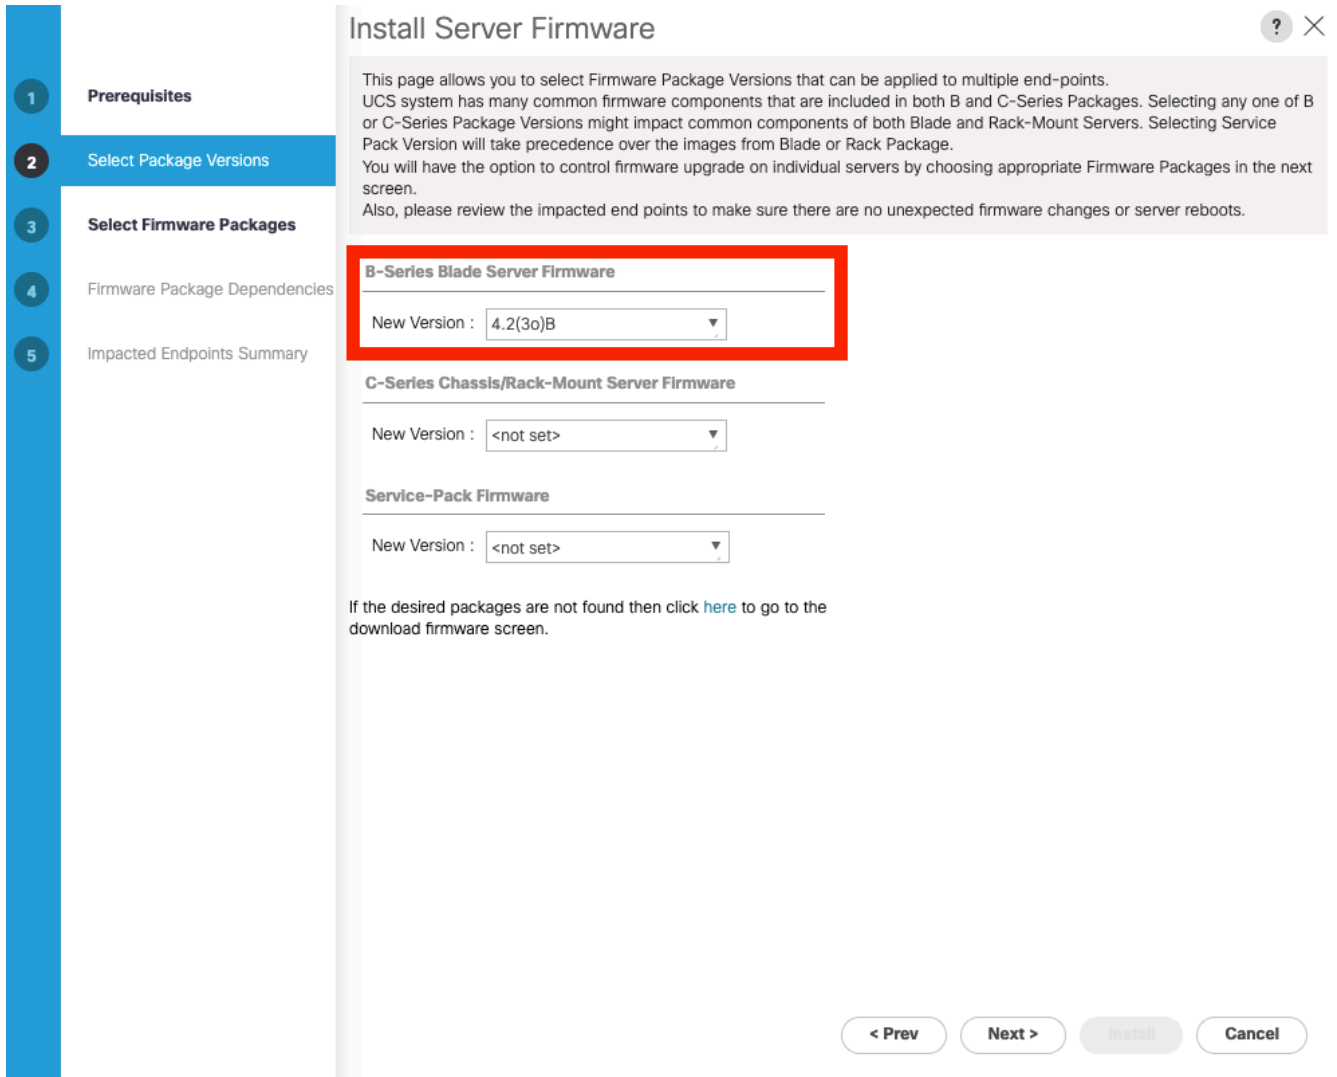 Install Server Firmware
?
1 Prerequisites
2 Select Package Versions
3 Select Firmware Packages
4 Firmware Package Dependencies
5 Impacted Endpoints Summary
This page allows you to select Firmware Package Versions that can be applied to multiple end-points.
UCS system has many common firmware components that are included in both B and C-Series Packages. Selecting any one of B
or C-Series Package Versions might impact common components of both Blade and Rack-Mount Servers. Selecting Service
Pack Version will take precedence over the images from Blade or Rack Package.
You will have the option to control firmware upgrade on individual servers by choosing appropriate Firmware Packages in the next
screen.
Also, please review the impacted end points to make sure there are no unexpected firmware changes or server reboots.
B-Series Blade Server Firmware
New Version : 4.2(3o)B
C-Series Chassis/Rack-Mount Server Firmware
New Version : <not set>
Service-Pack Firmware
New Version : <not set>
If the desired packages are not found then click here to go to the
download firmware screen.
< Prev Next > Install Cancel